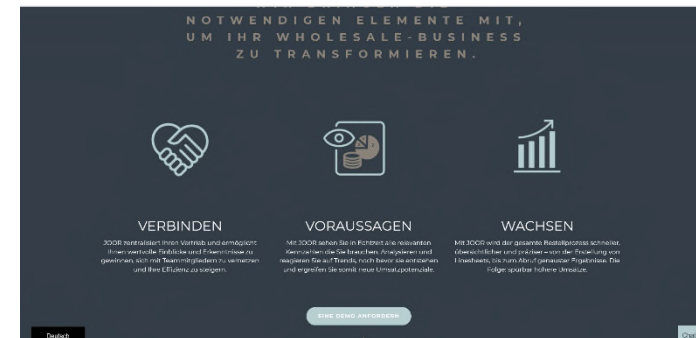 NOTWENDIGEN ELEMENTE MIT,
UM IHR WHOLESALE-BUSINESS
ZU TRANSFORMIEREN.
VERBINDEN
JOOR zentralisiert Ihren Vertrieb und ermöglicht
Ihnen wertvolle Einblicke und Erkenntnisse zu
gewinnen, sich mit Teammitgliedern zu vernetzen
und Ihre Effizienz zu steigern.
VORAUSSAGEN
Mit JOOR sehen Sie in Echtzeit alle relevanten
Kennzahlen die Sie brauchen. Analysieren und
reagieren Sie auf Trends, noch bevor sie entstehen
und ergreifen Sie somit neue Umsatzpotenziale.
WACHSEN
Mit JOOR wird der gesamte Bestellprozess schneller,
übersichtlicher und präziser – von der Erstellung von
Linesheets, bis zum Abruf genauster Ergebnisse. Die
Folge: spürbar höhere Umsätze.
EINE DEMO ANFORDERN
Deutsch
Chat